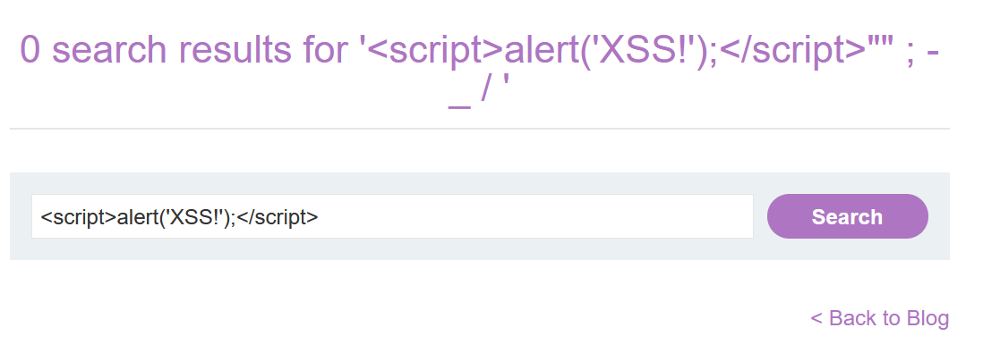 0 search results for '<script>alert('XSS!');</script>"" ; -
_ / '
<script>alert('XSS!');</script>
Search
< Back to Blog